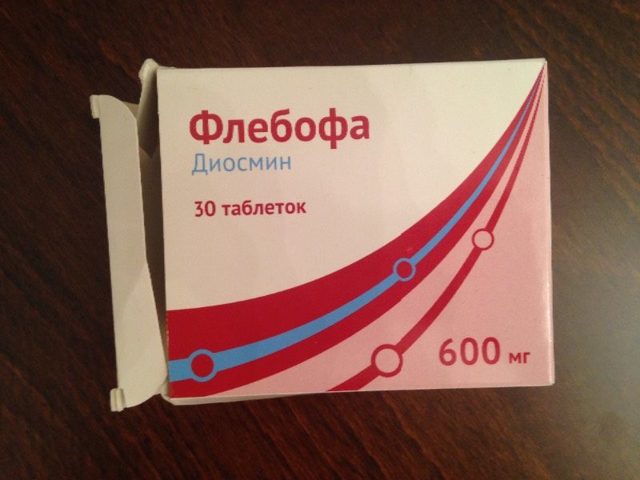 Флебофа
Диосмин
30 таблеток
600 мг